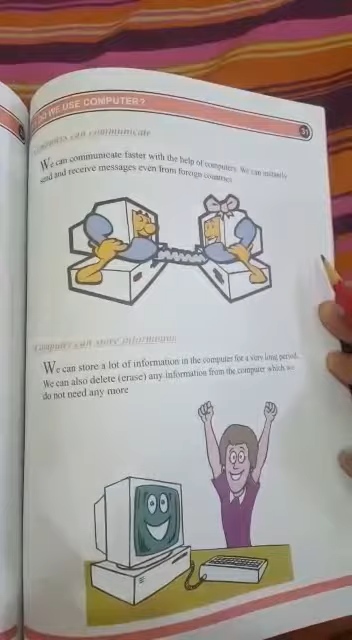 DO WE USE COMPUTER?
31
can communicate
We can communicate faster with the help of computers. We can instantly
send and receive messages even from foreign countries
Computer can store information
We can store a lot of information in the computer for a very long period.
We can also delete (erase) any information from the computer which we
do not need any more